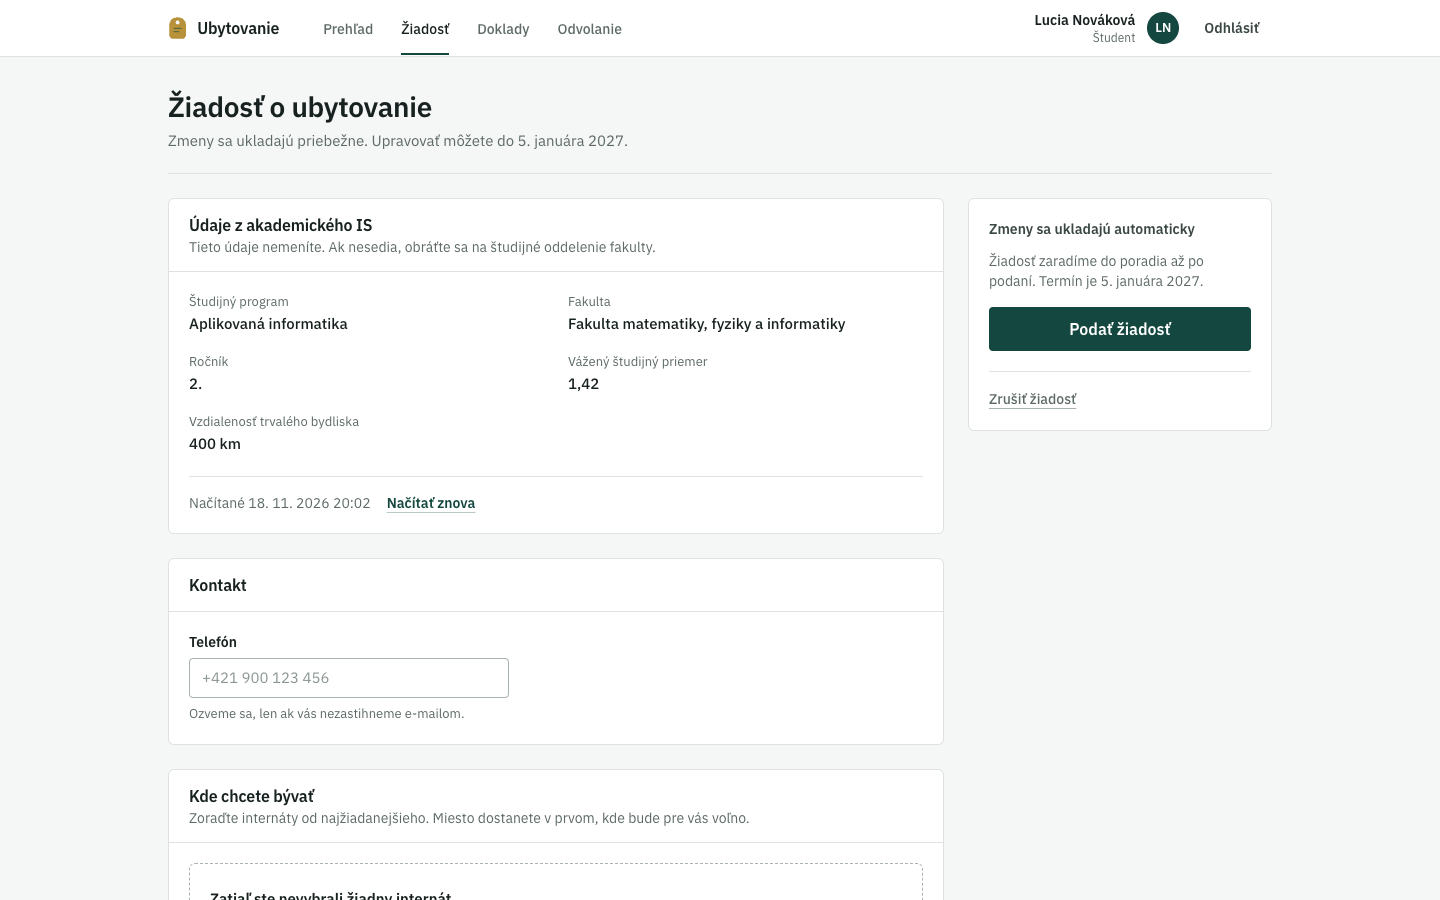 Ubytovanie
Prehľad
Žiadosť
Doklady
Odvolanie
Lucia Nováková
Študent
LN
Odhlásiť
Žiadosť o ubytovanie
Zmeny sa ukladajú priebežne. Upravovať môžete do 5. januára 2027.
Údaje z akademického IS
Tieto údaje nemeníte. Ak nesedia, obráťte sa na študijné oddelenie fakulty.
Študijný program
Aplikovaná informatika
Fakulta
Fakulta matematiky, fyziky a informatiky
Ročník
2.
Vážený študijný priemer
1,42
Vzdialenosť trvalého bydliska
400 km
Načítané 18. 11. 2026 20:02
Načítať znova
Zmeny sa ukladajú automaticky
Žiadosť zaradíme do poradia až po
podaní. Termín je 5. januára 2027.
Podať žiadosť
Zrušiť žiadosť
Kontakt
Telefón
+421 900 123 456
Ozveme sa, len ak vás nezastihneme e-mailom.
Kde chcete bývať
Zoraďte internáty od najžiadanejšieho. Miesto dostanete v prvom, kde bude pre vás voľno.
Zatiaľ ste nevybrali žiadny internát